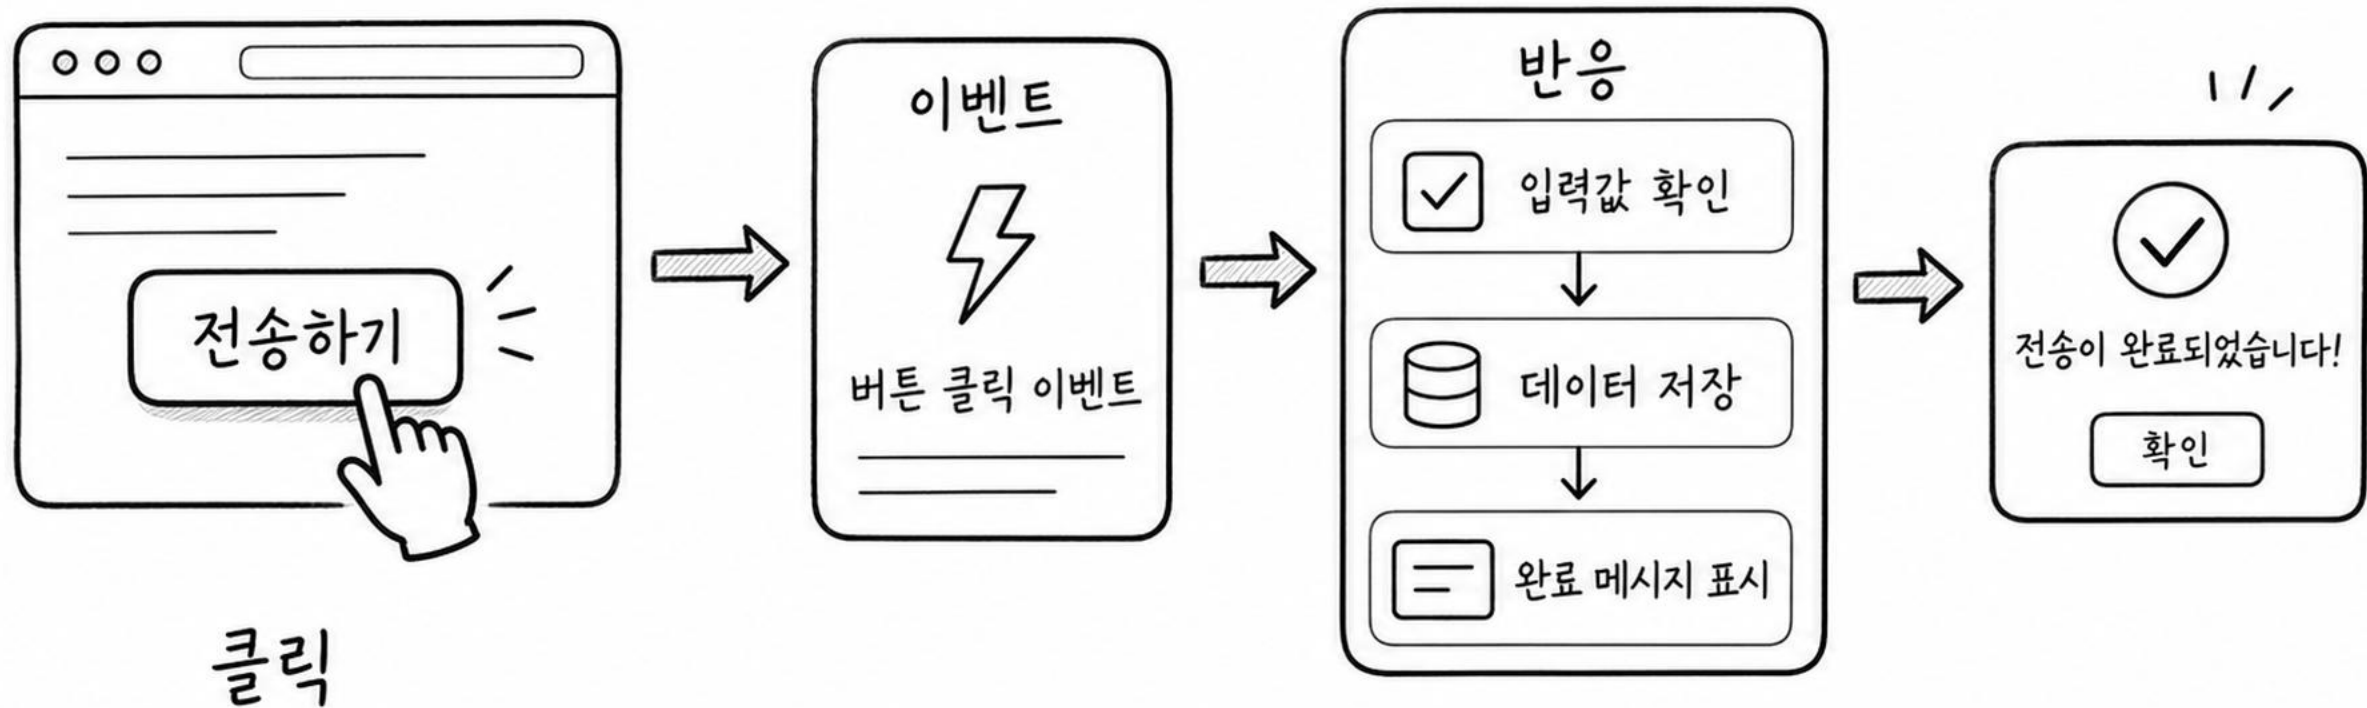 전송하기
클릭
이벤트
버튼 클릭 이벤트
반응
입력값 확인
데이터 저장
완료 메시지 표시
전송이 완료되었습니다!
확인